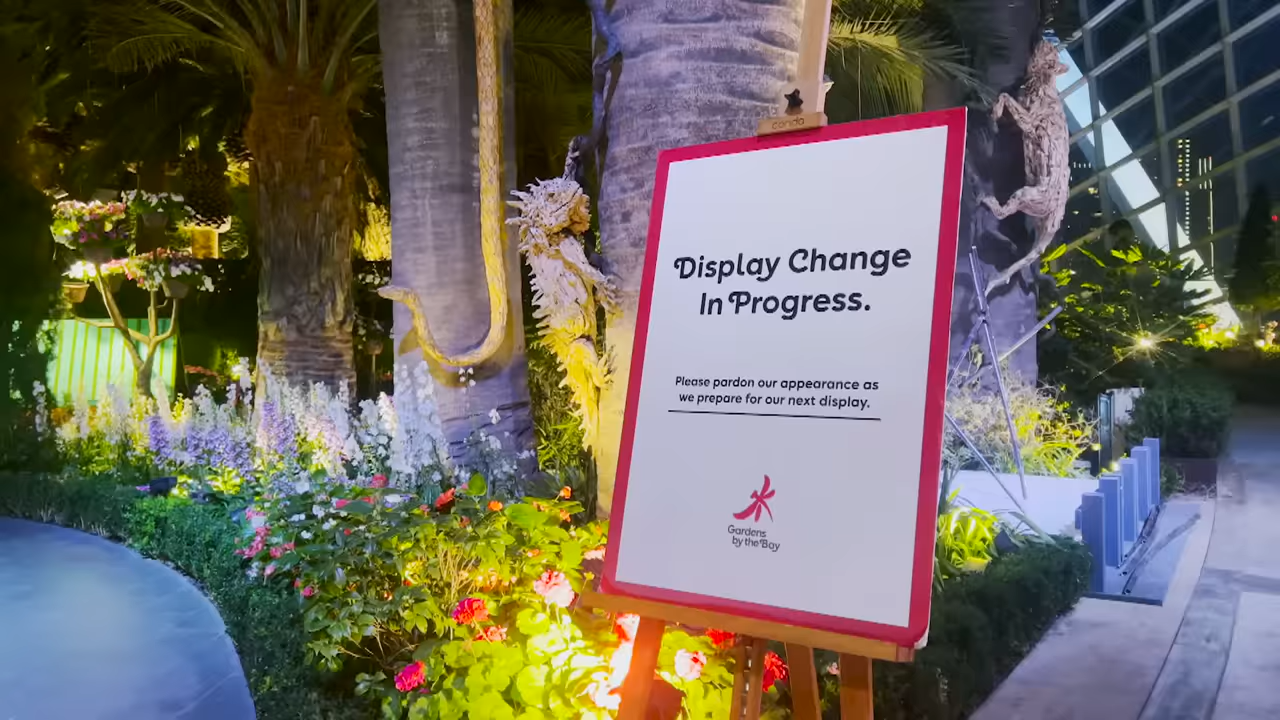 conda
Display Change
In Progress.
Please pardon our appearance as
we prepare for our next display.
Gardens
by the Bay